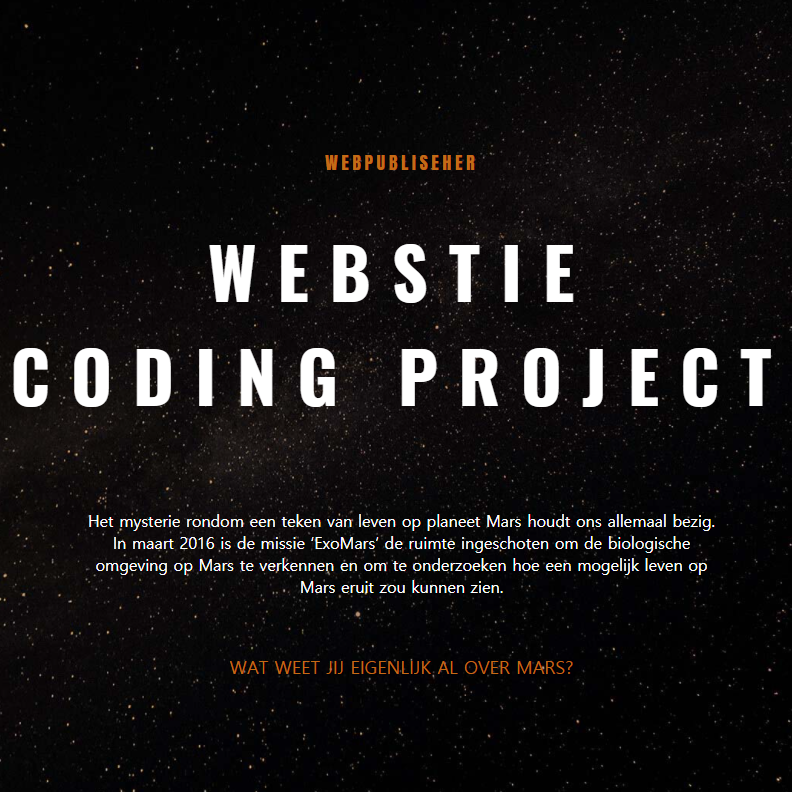 WEBPUBLISEHER
WEBSTIE
CODING PROJECT
Het mysterie rondom een teken van leven op planeet Mars houdt ons allemaal bezig.
In maart 2016 is de missie ‘ExoMars’ de ruimte ingeschoten om de biologische
omgeving op Mars te verkennen en om te onderzoeken hoe een mogelijk leven op
Mars eruit zou kunnen zien.
WAT WEET JIJ EIGENLIJK AL OVER MARS?